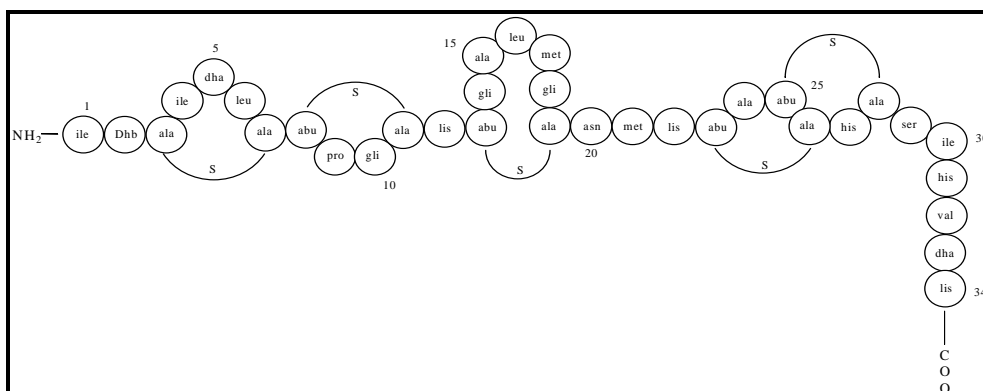 NH2
1
ile
Dhb
ala
ile
5
dha
leu
ala
S
abu
S
pro
gli
10
ala
lis
abu
gli
15
ala
leu
met
gli
ala
S
asn
20
met
lis
abu
ala
abu
25
S
ala
S
his
ala
ser
ile
30
his
val
dha
lis
34
C
O
O